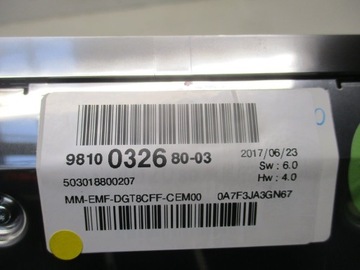 9810 0326 80-03
2017/06/23
Sw : 6.0
Hw : 4.0
503018800207
MM-EMF-DGT8CFF-CEM00 0A7F3JA3GN67